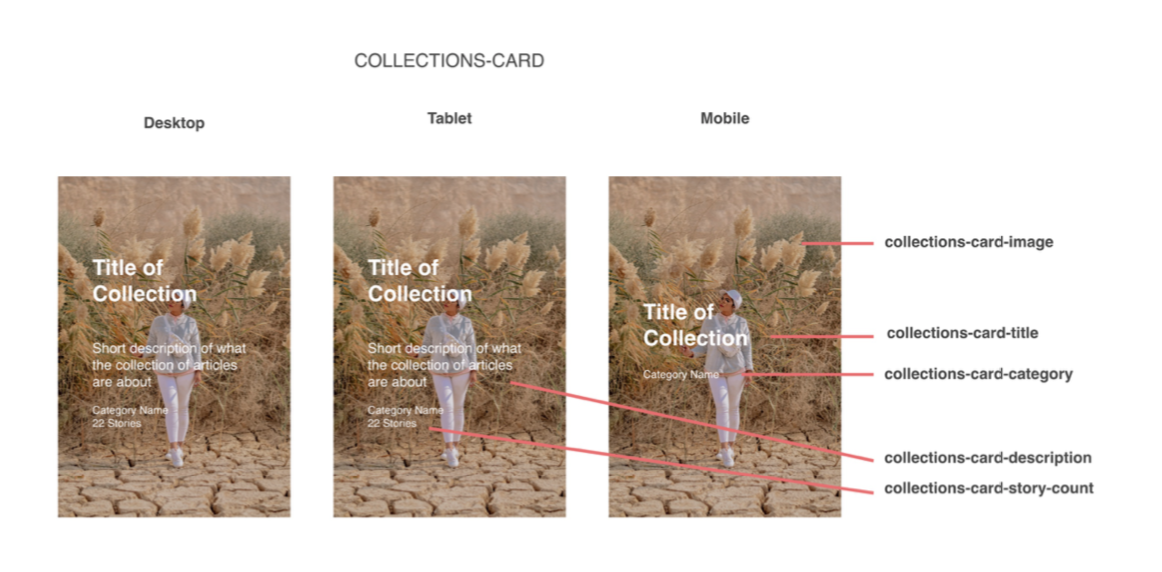 COLLECTIONS-CARD
Desktop
Tablet
Mobile
Title of
Collection
Short description of what
the collection of articles
are about
Category Name
22 Stories
Title of
Collection
Short description of what
the collection of articles
are about
Category Name
22 Stories
Title of
Collection
Category Name
collections-card-image
collections-card-title
collections-card-category
collections-card-description
collections-card-story-count